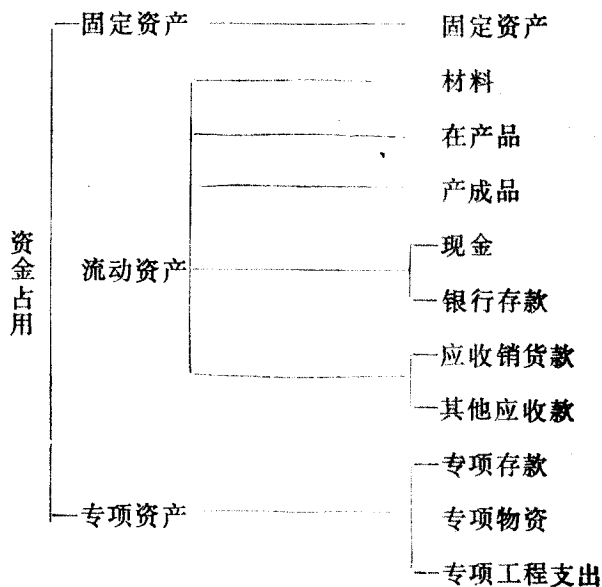 固定资产 固定资产
材料
在产品
产成品
资金占用
流动资产
现金
银行存款
应收销货款
其他应收款
专项存款
专项资产 专项物资
专项工程支出